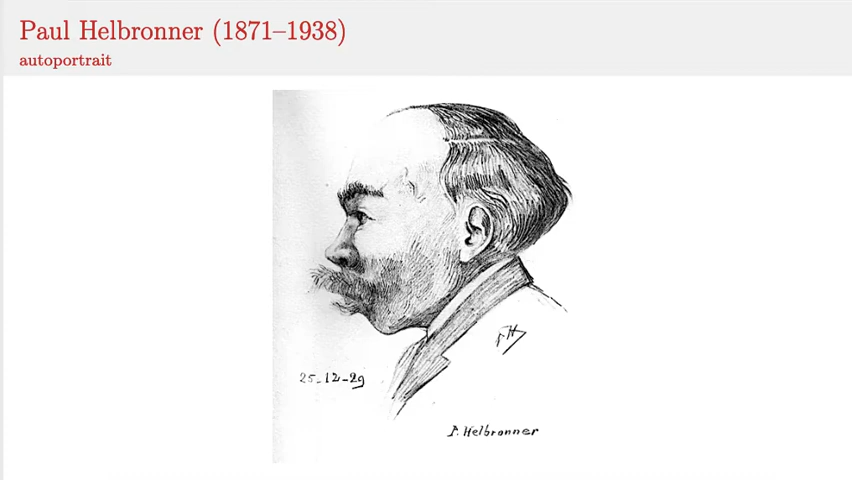 Paul Helbronner (1871–1938)
autoportrait
25-12-29
P. Helbronner